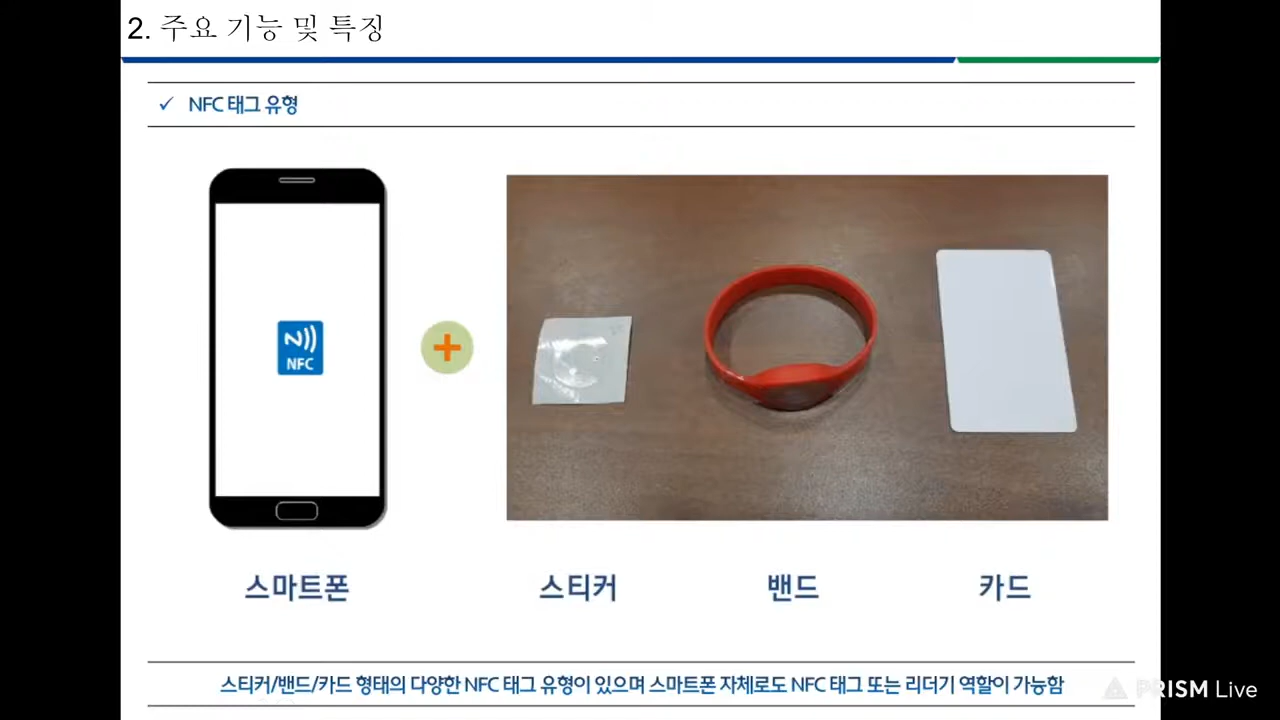 2. 주요 기능 및 특징
✓ NFC 태그 유형
NFC
스마트폰
스티커
밴드
카드
스티커/밴드/카드 형태의 다양한 NFC 태그 유형이 있으며 스마트폰 자체로도 NFC 태그 또는 리더기 역할이 가능함
PRISM Live